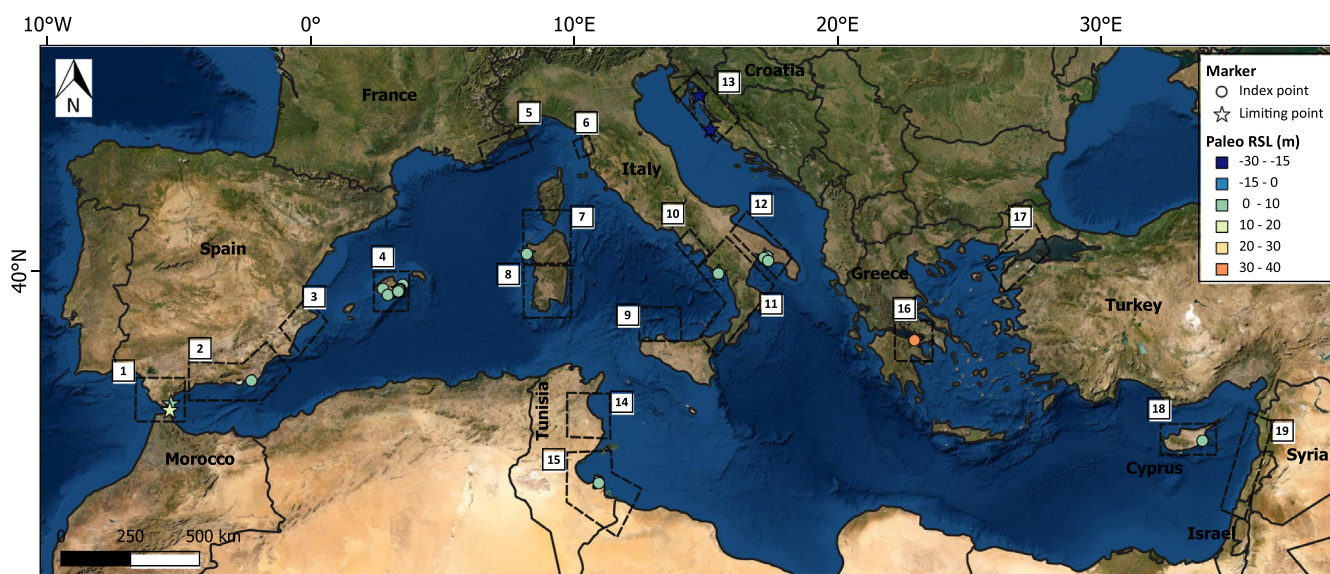 10°W 0° 10°E 20°E 30°E
40°N
N
France
Croatia
Italy
Spain
Greece
Turkey
Tunisia
Morocco
Cyprus
Syria
Israel
1
2
3
4
5
6
7
8
9
10
11
12
13
14
15
16
17
18
19
Marker
Index point
Limiting point
Paleo RSL (m)
-30 - -15
-15 - 0
0 - 10
10 - 20
20 - 30
30 - 40
0 250 500 km